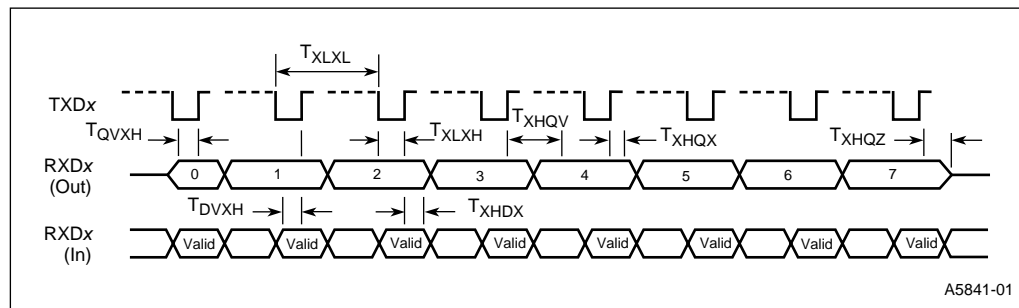 TXLXL
TXDx
TQVXH
TXLXH
TXHQV
TXHQX
TXHQZ
RXDx
(Out)
0 1 2 3 4 5 6 7
TDVXH
TXHDX
RXDx
(In)
Valid Valid Valid Valid Valid Valid Valid Valid
A5841-01